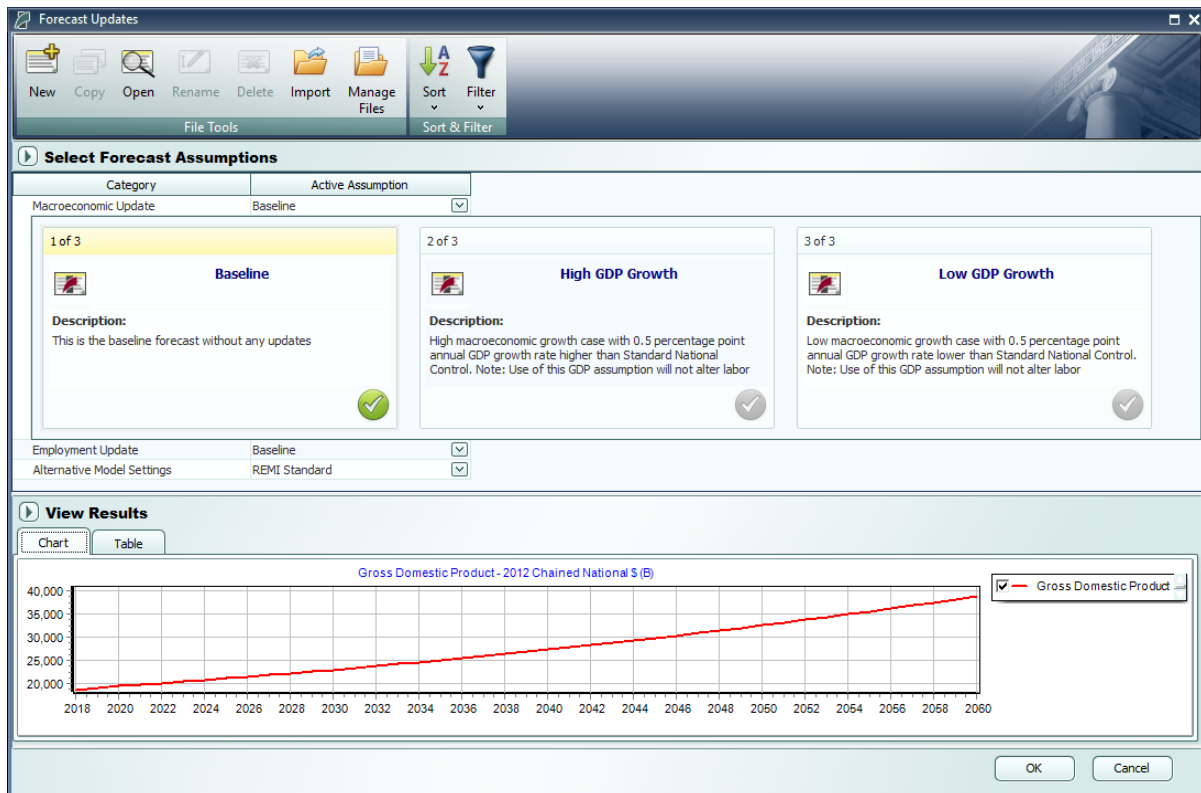 Forecast Updates
New Copy Open Rename Delete Import Manage Files Sort Filter
File Tools Sort & Filter
Select Forecast Assumptions
Category Active Assumption
Macroeconomic Update Baseline
1 of 3
Baseline
Description:
This is the baseline forecast without any updates
2 of 3
High GDP Growth
Description:
High macroeconomic growth case with 0.5 percentage point
annual GDP growth rate higher than Standard National
Control. Note: Use of this GDP assumption will not alter labor
3 of 3
Low GDP Growth
Description:
Low macroeconomic growth case with 0.5 percentage point
annual GDP growth rate lower than Standard National Control.
Note: Use of this GDP assumption will not alter labor
Employment Update Baseline
Alternative Model Settings REMI Standard
View Results
Chart Table
Gross Domestic Product - 2012 Chained National $ (B)
Gross Domestic Product
40,000
35,000
30,000
25,000
20,000
2018 2020 2022 2024 2026 2028 2030 2032 2034 2036 2038 2040 2042 2044 2046 2048 2050 2052 2054 2056 2058 2060
OK Cancel